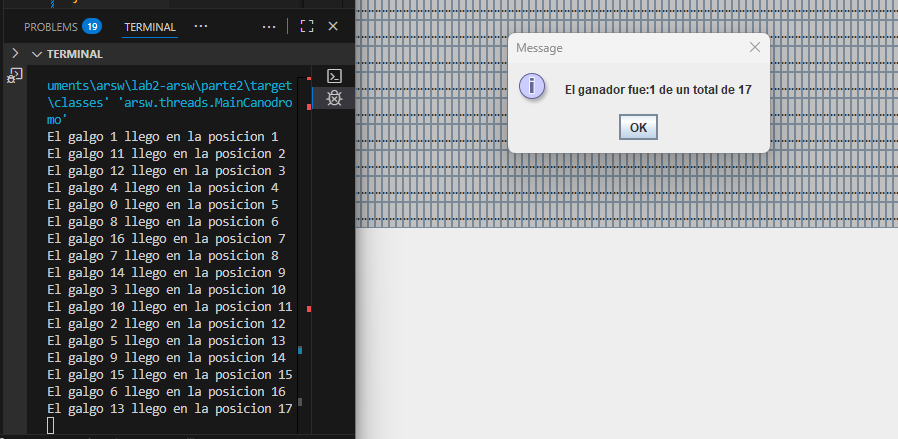 PROBLEMS 19 TERMINAL ··· ···
TERMINAL
uments\arsw\lab2-arsw\parte2\target
\classes' 'arsw.threads.MainCanodro
mo'
El galgo 1 llego en la posicion 1
El galgo 11 llego en la posicion 2
El galgo 12 llego en la posicion 3
El galgo 4 llego en la posicion 4
El galgo 0 llego en la posicion 5
El galgo 8 llego en la posicion 6
El galgo 16 llego en la posicion 7
El galgo 7 llego en la posicion 8
El galgo 14 llego en la posicion 9
El galgo 3 llego en la posicion 10
El galgo 10 llego en la posicion 11
El galgo 2 llego en la posicion 12
El galgo 5 llego en la posicion 13
El galgo 9 llego en la posicion 14
El galgo 15 llego en la posicion 15
El galgo 6 llego en la posicion 16
El galgo 13 llego en la posicion 17
Message
El ganador fue:1 de un total de 17
OK